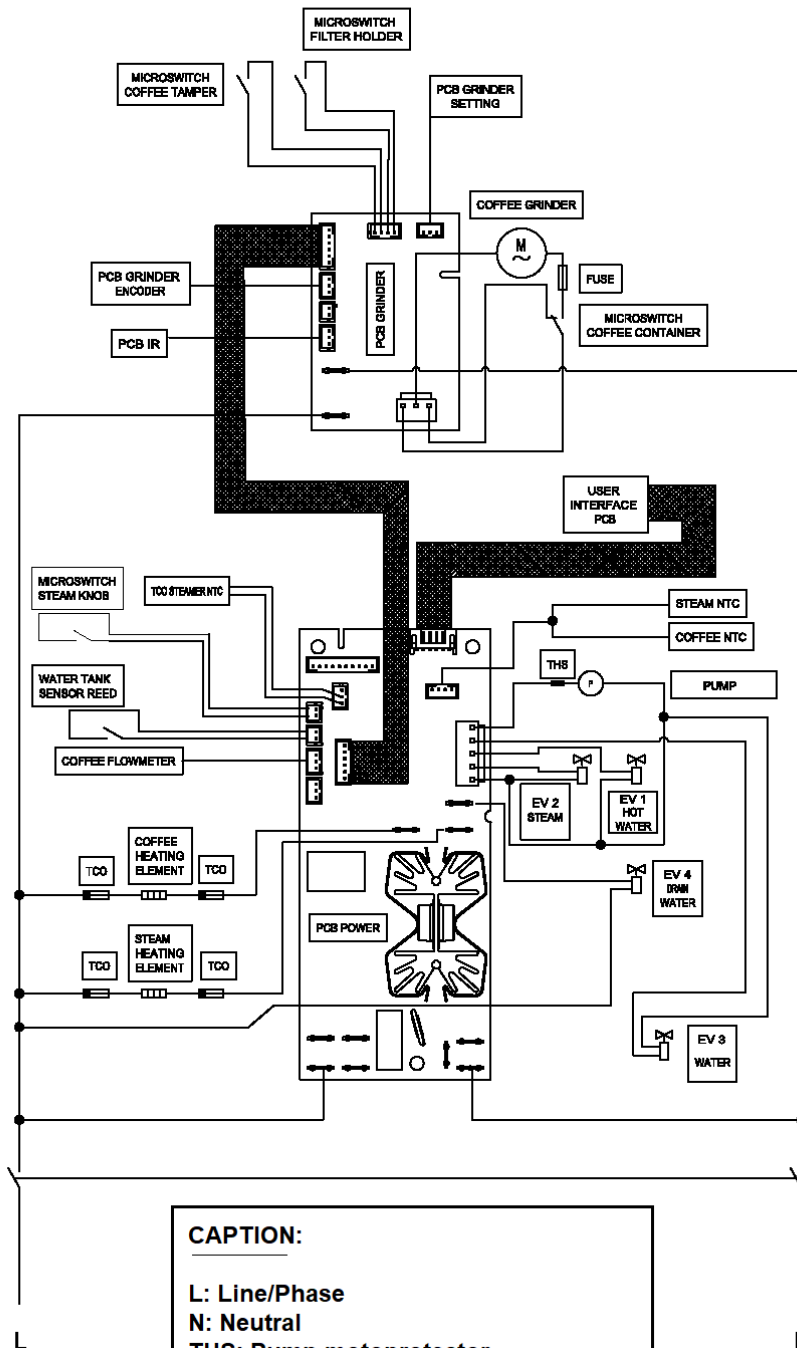 MICROSWITCH
FILTER HOLDER
MICROSWITCH
COFFEE TAMPER
PCB GRINDER
SETTING
COFFEE GRINDER
M
~
FUSE
PCB GRINDER
ENCODER
PCB GRINDER
MICROSWITCH
COFFEE CONTAINER
PCB IR
USER
INTERFACE
PCB
MICROSWITCH
STEAM KNOB
TCO STEAMER NTC
STEAM NTC
COFFEE NTC
WATER TANK
SENSOR REED
THS
P
PUMP
COFFEE FLOWMETER
EV 2
STEAM
EV 1
HOT
WATER
COFFEE
HEATING
ELEMENT
TCO
TCO
EV 4
DRAIN
WATER
STEAM
HEATING
ELEMENT
TCO
TCO
PCB POWER
EV 3
WATER
CAPTION:
L: Line/Phase
N: Neutral
THS: Pump motoprotector
L